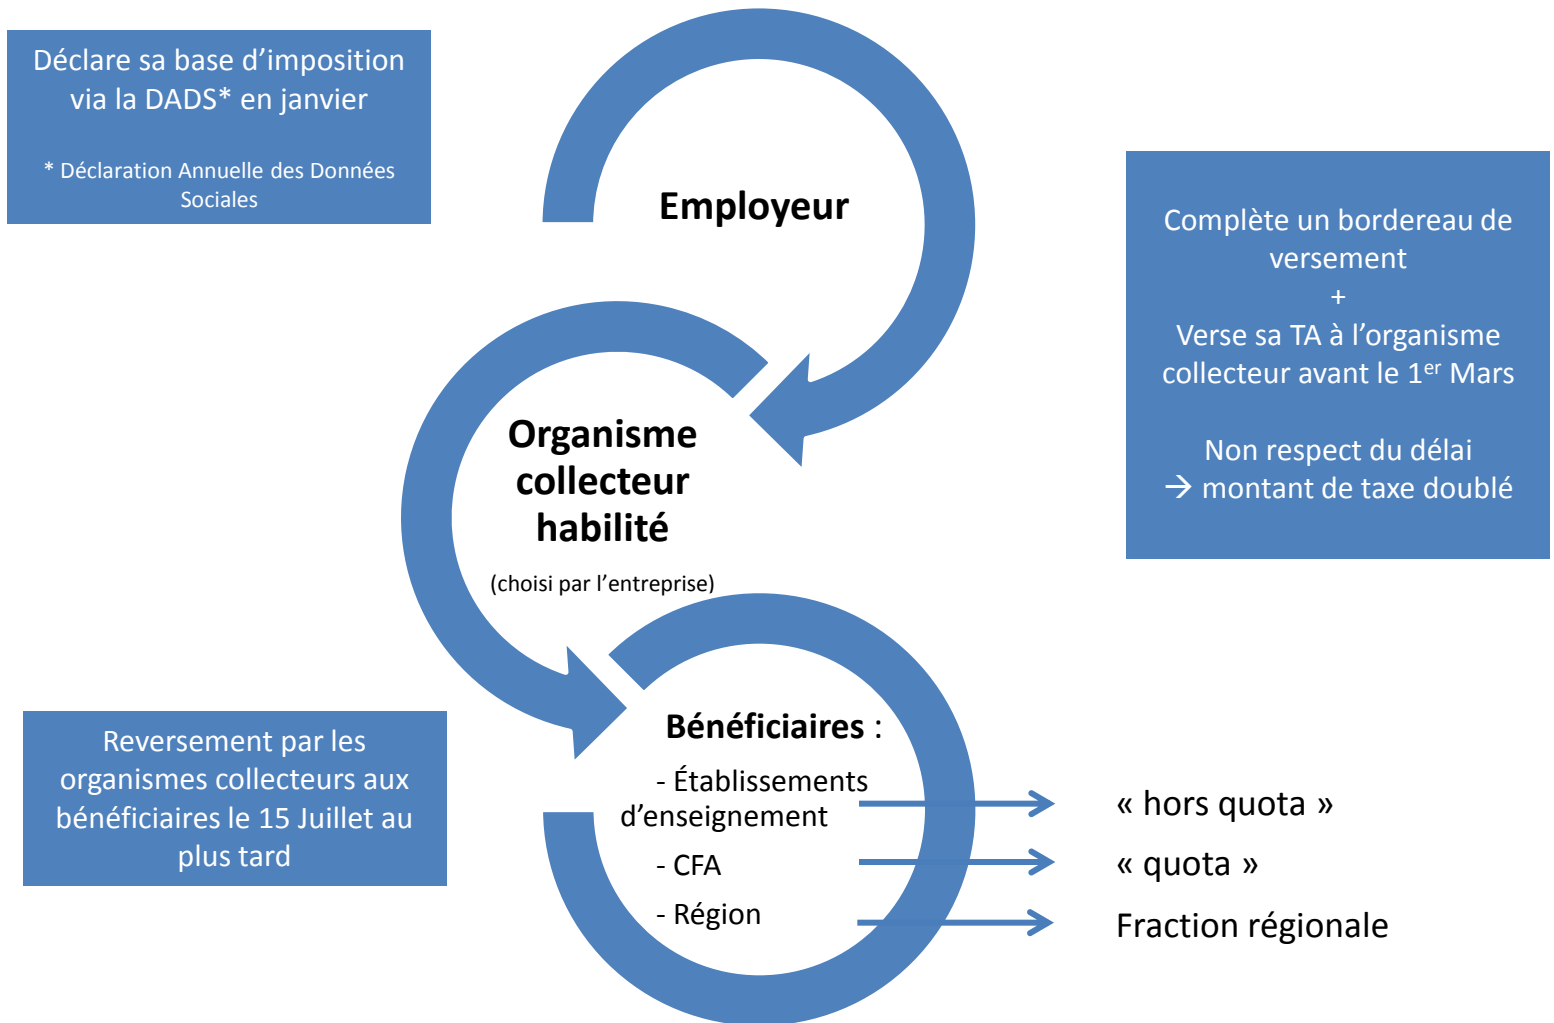 Déclare sa base d’imposition
via la DADS* en janvier
* Déclaration Annuelle des Données
Sociales
Employeur
Complète un bordereau de
versement
+
Verse sa TA à l’organisme
collecteur avant le 1er Mars
Non respect du délai
→ montant de taxe doublé
Organisme
collecteur
habilité
(choisi par l’entreprise)
Reversement par les
organismes collecteurs aux
bénéficiaires le 15 Juillet au
plus tard
Bénéficiaires :
- Établissements
d’enseignement
- CFA
- Région
« hors quota »
« quota »
Fraction régionale